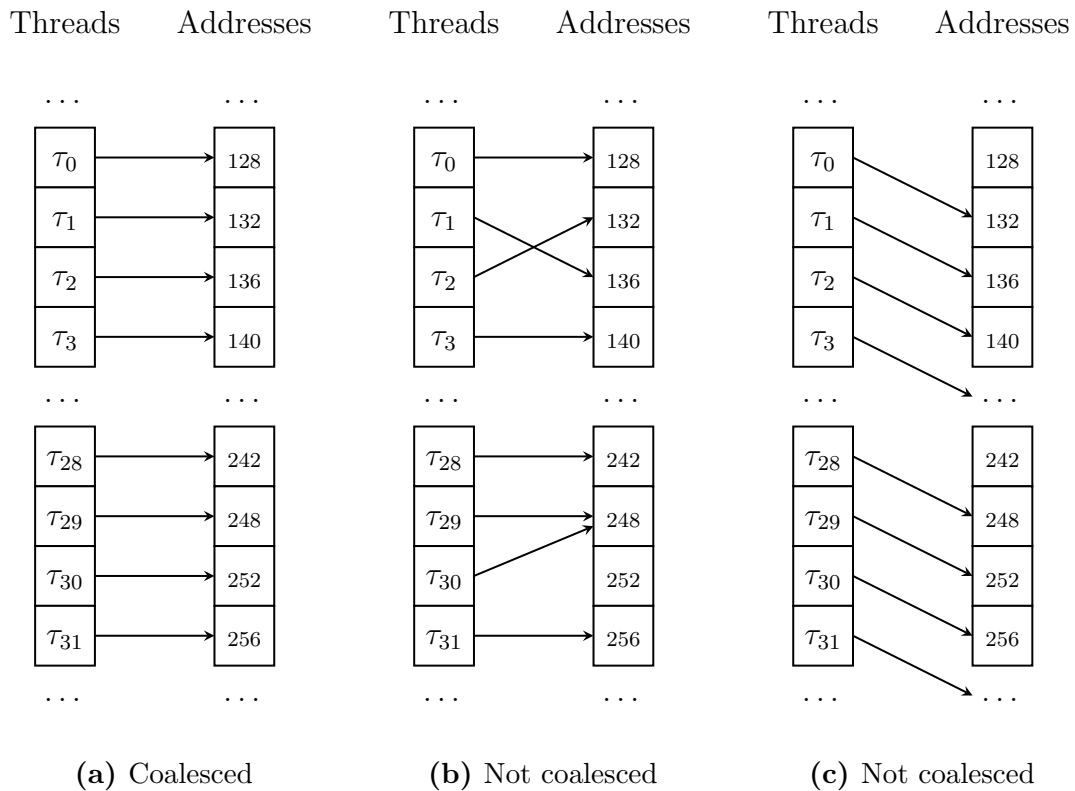 Threads Addresses Threads Addresses Threads Addresses
... ... ... ... ... ...
τ0 128 τ0 128 τ0 128
τ1 132 τ1 132 τ1 132
τ2 136 τ2 136 τ2 136
τ3 140 τ3 140 τ3 140
... ... ... ... ... ...
τ28 242 τ28 242 τ28 242
τ29 248 τ29 248 τ29 248
τ30 252 τ30 252 τ30 252
τ31 256 τ31 256 τ31 256
... ... ... ... ... ...
(a) Coalesced (b) Not coalesced (c) Not coalesced